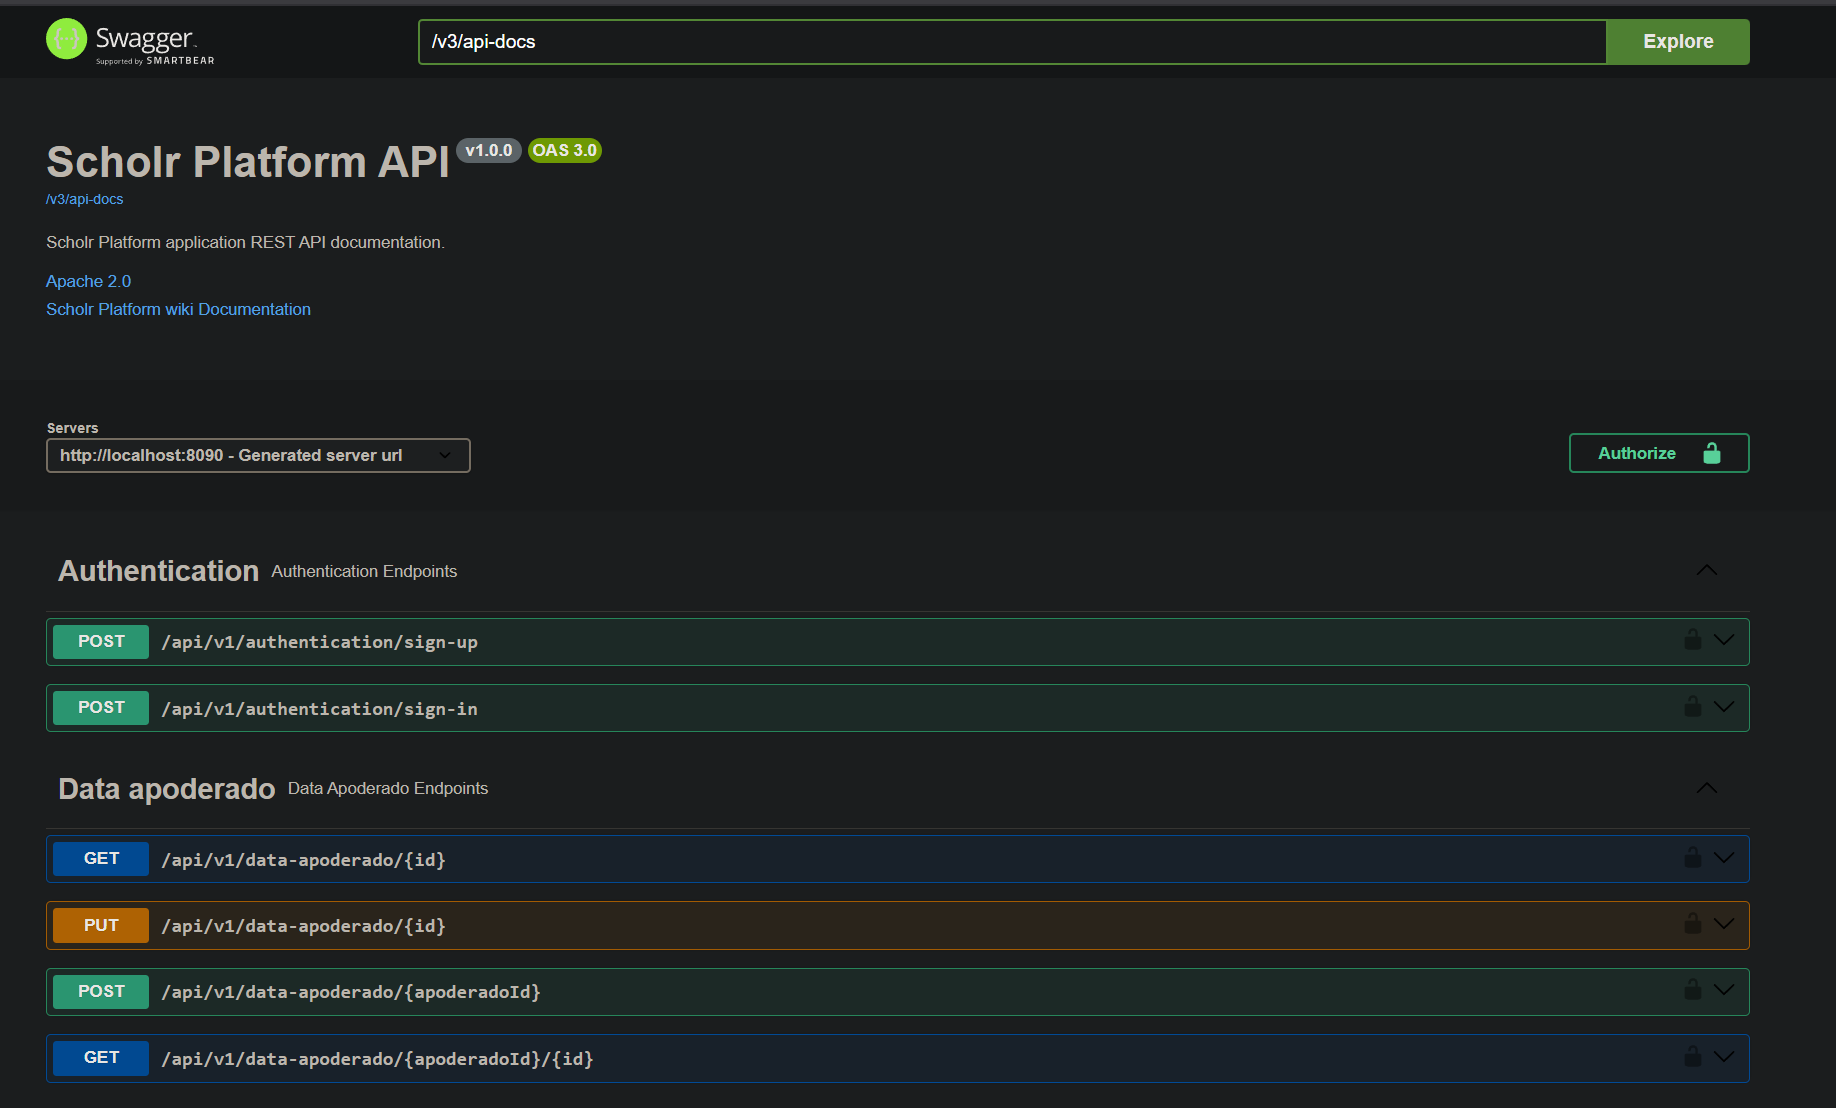 Swagger
Supported by SMARTBEAR
/v3/api-docs
Explore
Scholr Platform API v1.0.0 OAS 3.0
/v3/api-docs
Scholr Platform application REST API documentation.
Apache 2.0
Scholr Platform wiki Documentation
Servers
http://localhost:8090 - Generated server url
Authorize
Authentication Authentication Endpoints
POST /api/v1/authentication/sign-up
POST /api/v1/authentication/sign-in
Data apoderado Data Apoderado Endpoints
GET /api/v1/data-apoderado/{id}
PUT /api/v1/data-apoderado/{id}
POST /api/v1/data-apoderado/{apoderadoId}
GET /api/v1/data-apoderado/{apoderadoId}/{id}